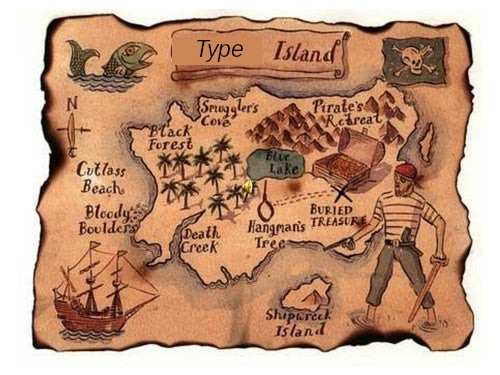 Type Island
N
Smuggler's
Cove
Pirate's
Retreat
Black
Forest
Blue
Lake
Cutlass
Beach
Bloody
Boulders
BURIED
TREASURE
Death
Creek
Hangman's
Tree
Shipwreck
Island